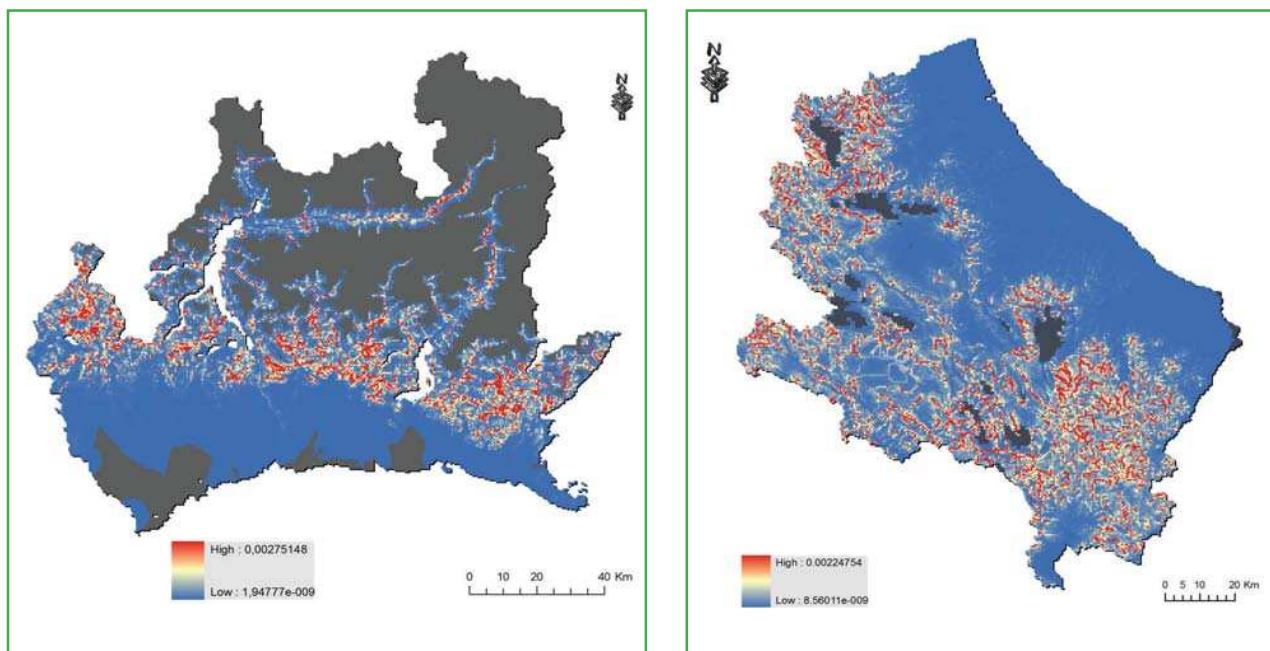 N
High : 0,00275148
Low : 1,94777e-009
0 10 20 40 Km
N
High : 0.00224754
Low : 8.56011e-009
0 5 10 20 Km